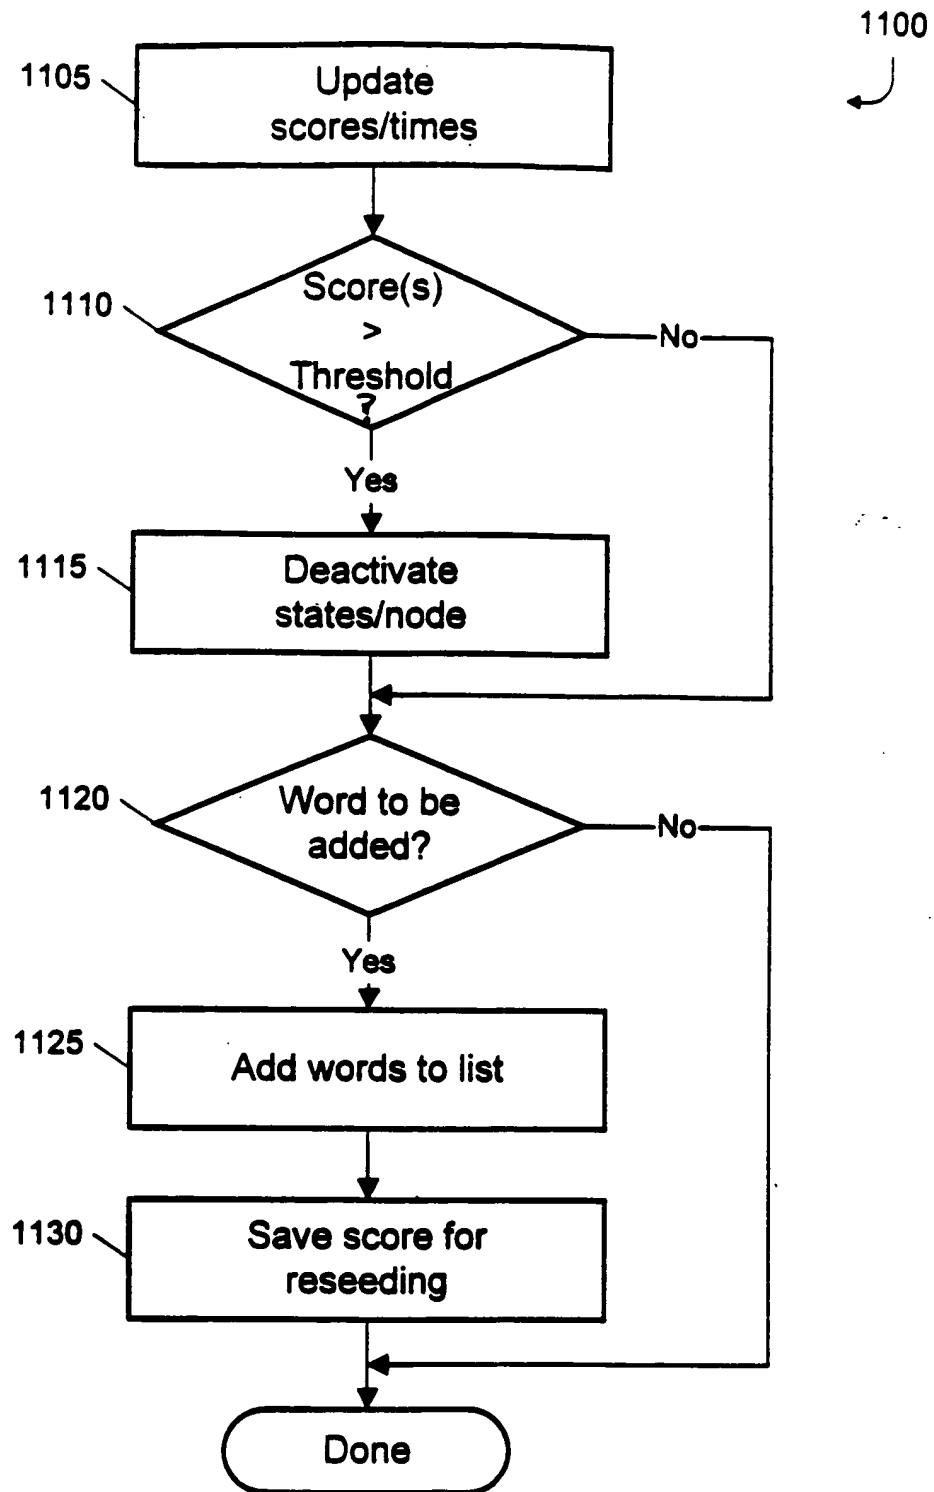 1100
1105
Update
scores/times
1110
Score(s)
>
Threshold
?
No
Yes
1115
Deactivate
states/node
1120
Word to be
added?
No
Yes
1125
Add words to list
1130
Save score for
reseeding
Done